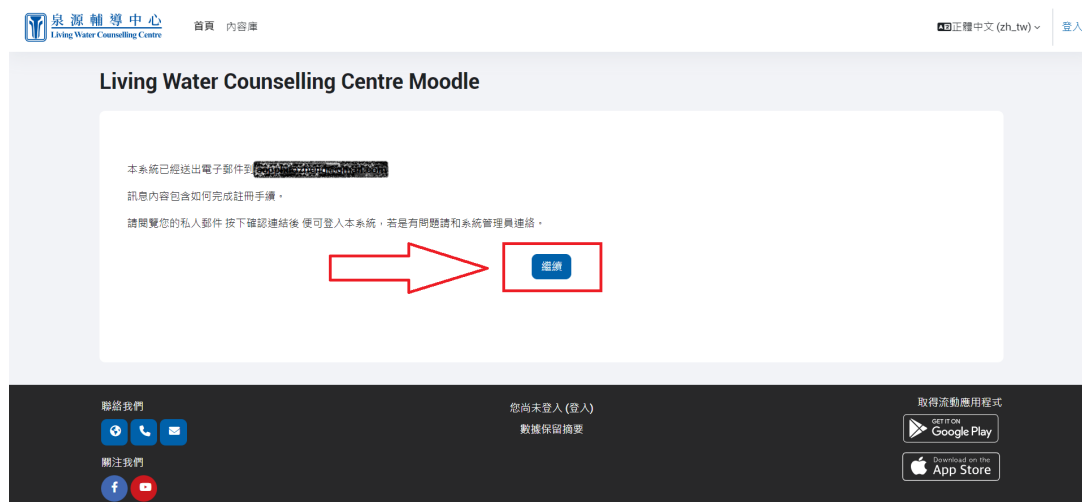 泉源輔導中心
Living Water Counselling Centre
首頁 內容庫
正體中文 (zh_tw)
登入
Living Water Counselling Centre Moodle
本系統已經送出電子郵件到
訊息內容包含如何完成註冊手續。
請閱覽您的私人郵件 按下確認連結後 便可登入本系統，若是有問題請和系統管理員連絡。
繼續
聯絡我們
關注我們
您尚未登入 (登入)
數據保留摘要
取得流動應用程式
GET IT ON
Google Play
Download on the
App Store